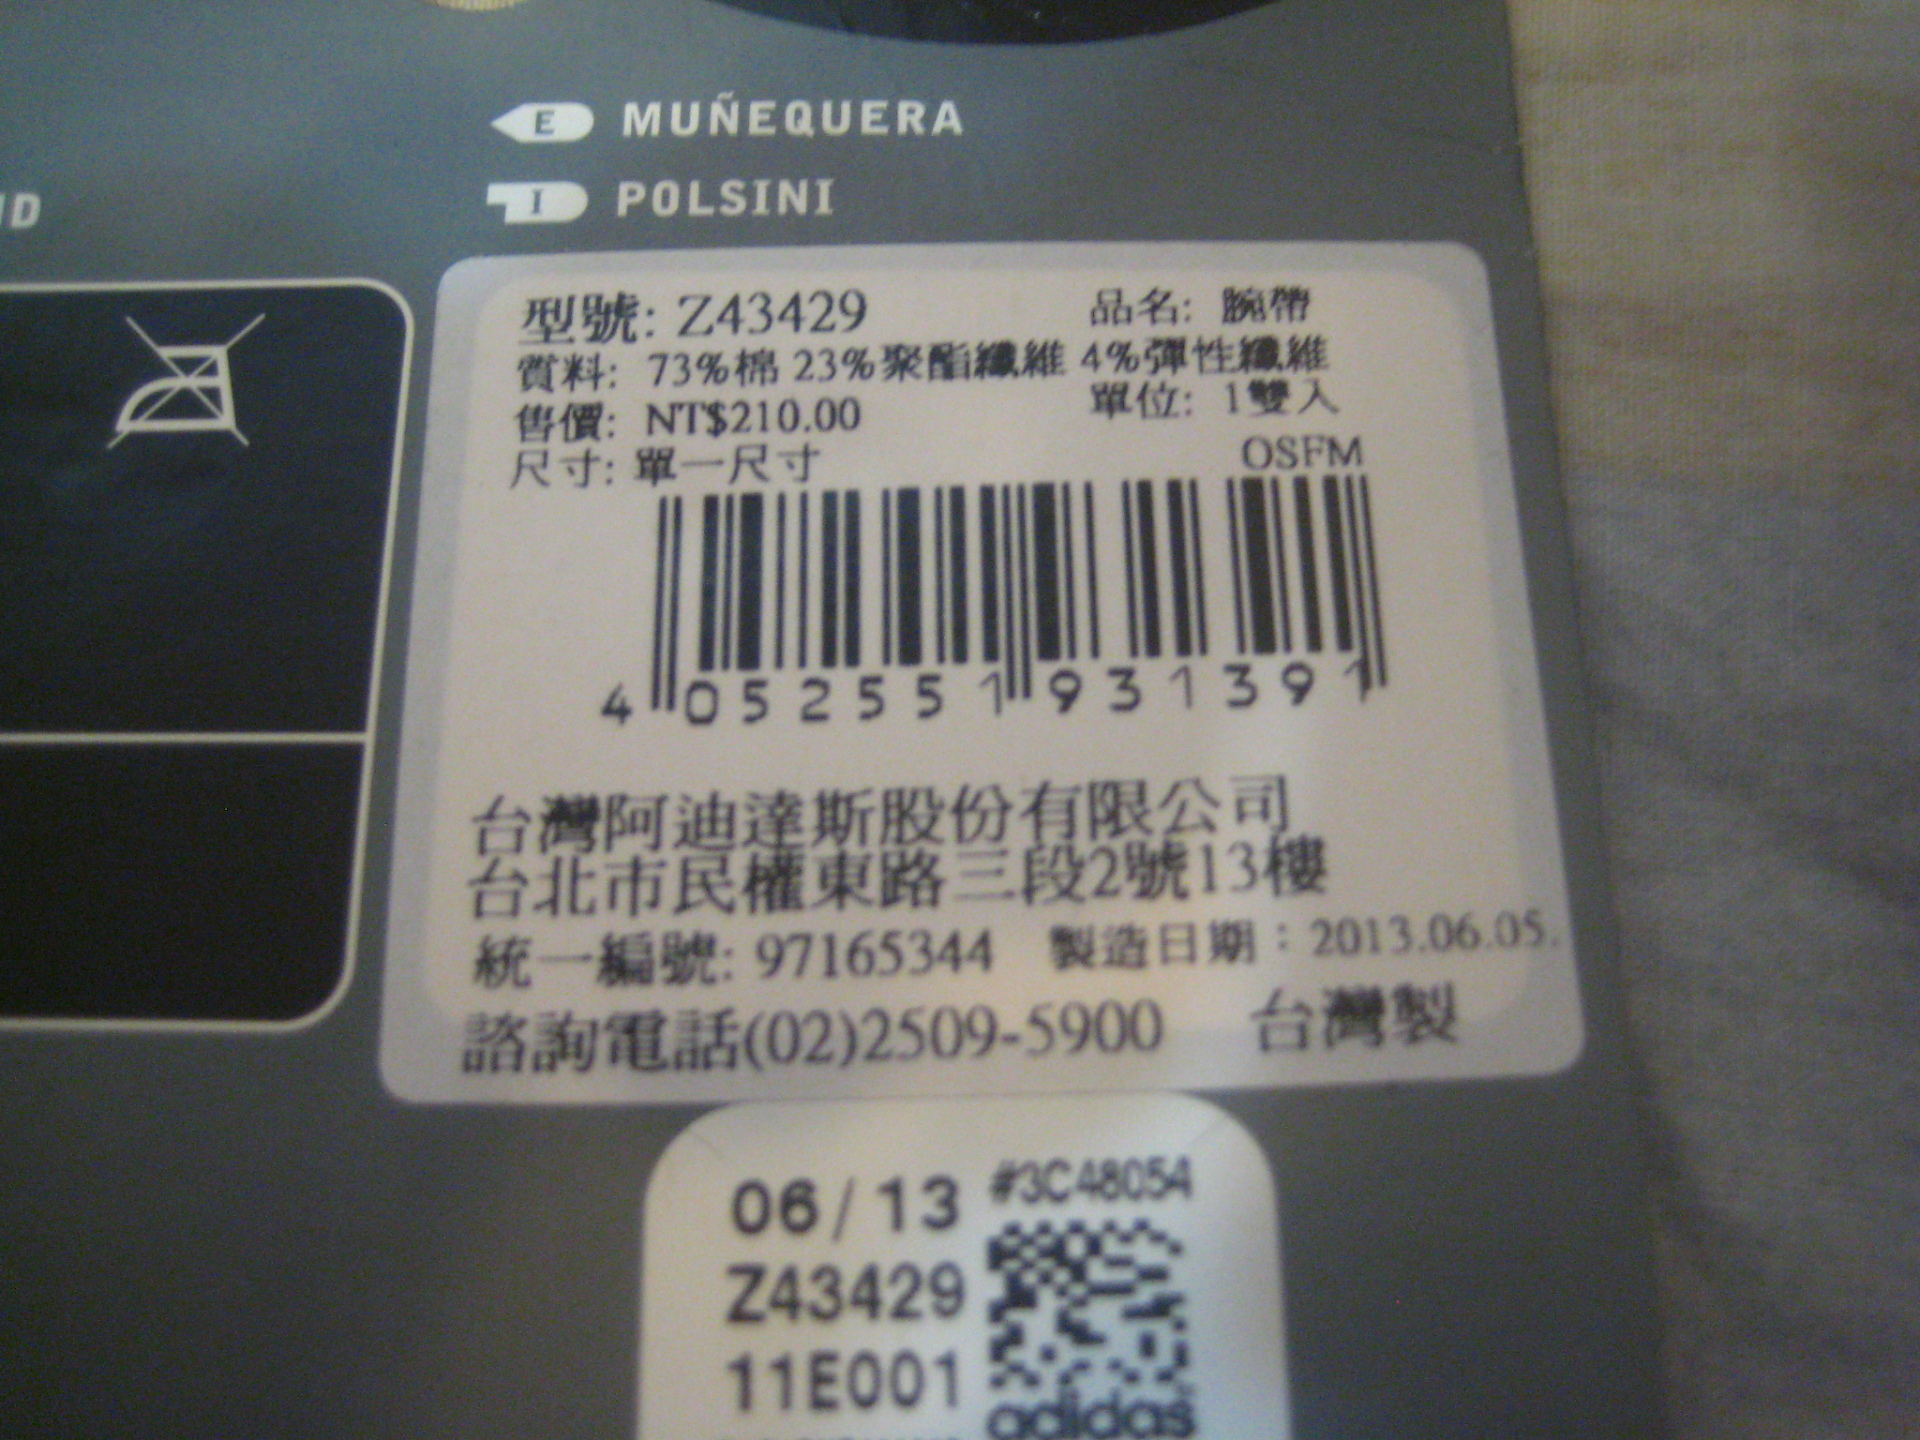 E MUÑEQUERA
I POLSINI
型號: Z43429 品名: 腕帶
質料: 73%棉 23%聚酯纖維 4%彈性纖維
售價: NT$210.00 單位: 1雙入
尺寸: 單一尺寸 OSFM
4 052551 931391
台灣阿迪達斯股份有限公司
台北市民權東路三段2號13樓
統一編號: 97165344 製造日期：2013.06.05.
諮詢電話(02)2509-5900 台灣製
06/13 #3C48054
Z43429
11E001
adidas